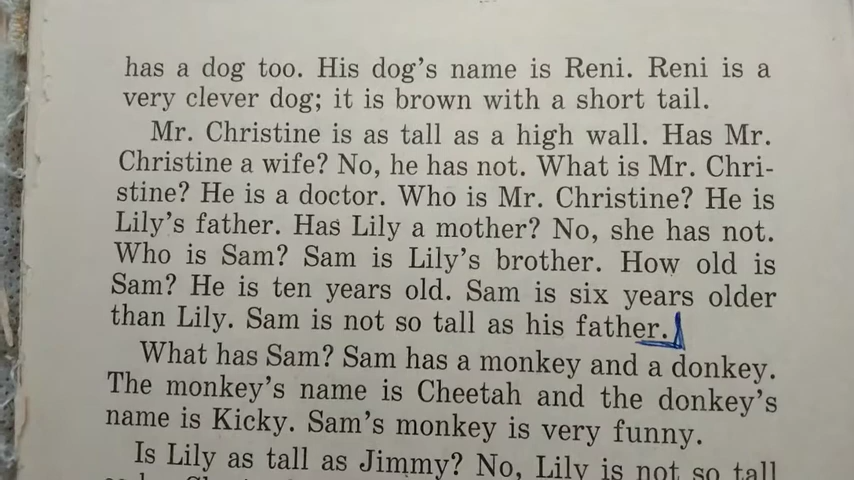 has a dog too. His dog's name is Reni. Reni is a
very clever dog; it is brown with a short tail.
Mr. Christine is as tall as a high wall. Has Mr.
Christine a wife? No, he has not. What is Mr. Chri-
stine? He is a doctor. Who is Mr. Christine? He is
Lily's father. Has Lily a mother? No, she has not.
Who is Sam? Sam is Lily's brother. How old is
Sam? He is ten years old. Sam is six years older
than Lily. Sam is not so tall as his father.
What has Sam? Sam has a monkey and a donkey.
The monkey's name is Cheetah and the donkey's
name is Kicky. Sam's monkey is very funny.
Is Lily as tall as Jimmy? No, Lily is not so tall